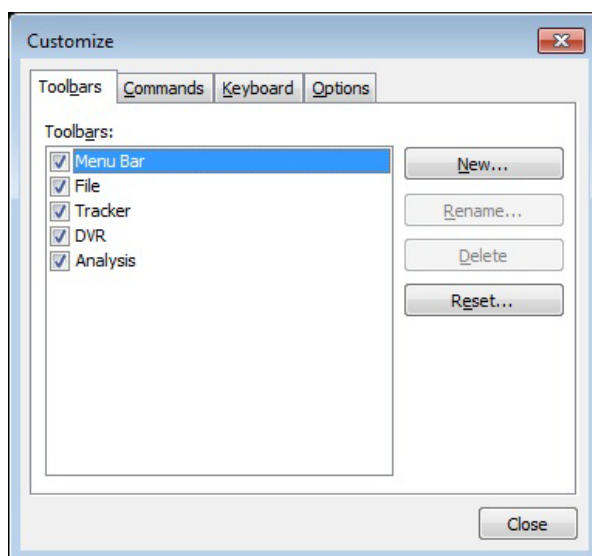 Customize
Toolbars Commands Keyboard Options
Toolbars:
Menu Bar
File
Tracker
DVR
Analysis
New...
Rename...
Delete
Reset...
Close